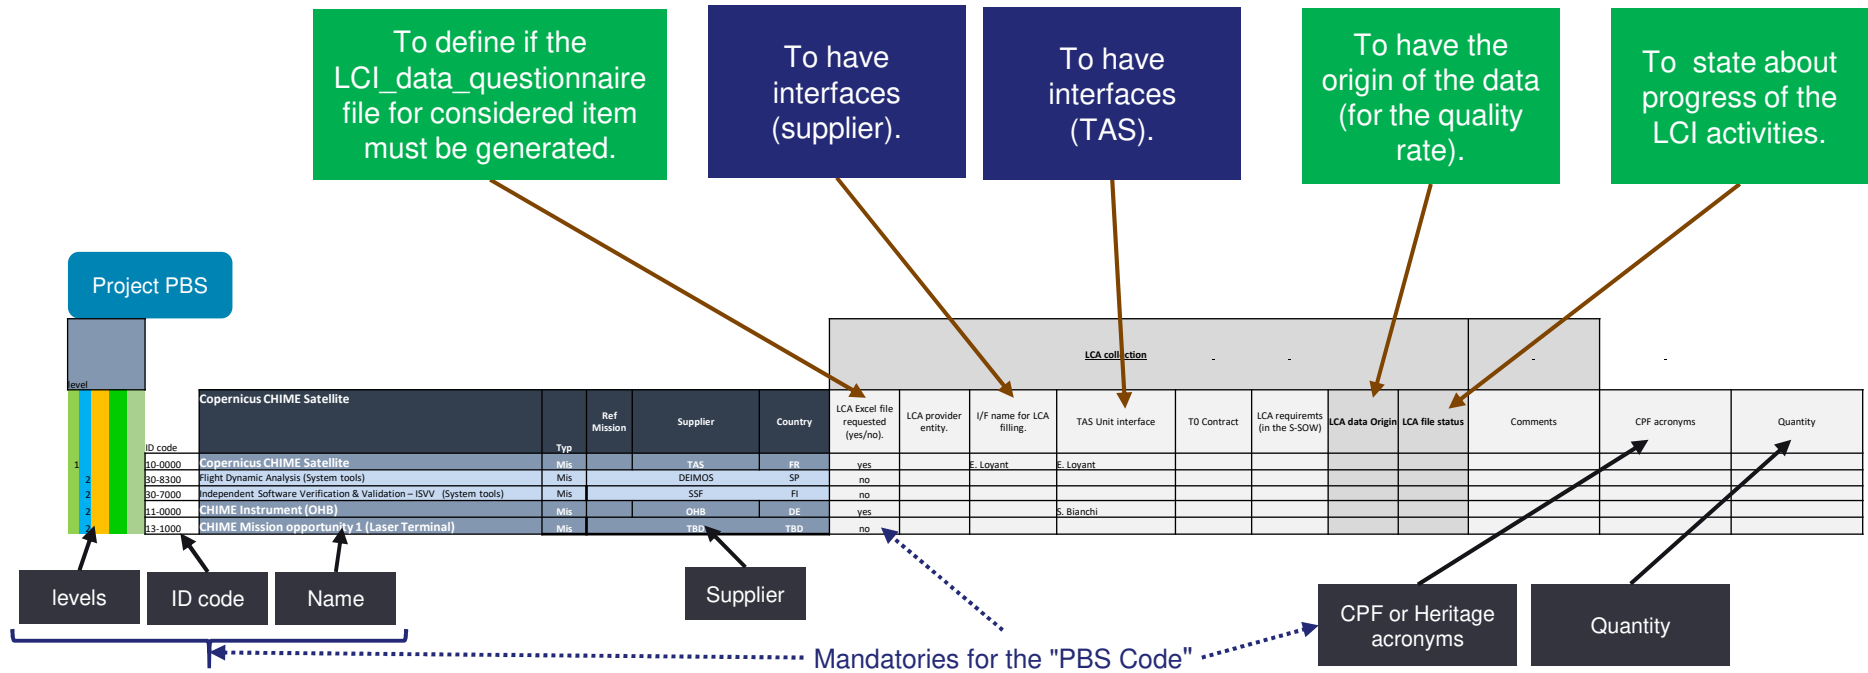 To define if the
LCI_data_questionnaire
file for considered item
must be generated.
To have
interfaces
(supplier).
To have
interfaces
(TAS).
To have the
origin of the data
(for the quality
rate).
To state about
progress of the
LCI activities.
Project PBS
LCA collection - - - -
level
Copernicus CHIME Satellite
ID code
Typ
Ref
Mission
Supplier
Country
LCA Excel file
requested
(yes/no).
LCA provider
entity.
I/F name for LCA
filling.
TAS Unit interface
T0 Contract
LCA requiremts
(in the S-SOW)
LCA data Origin
LCA file status
Comments
CPF acronyms
Quantity
1 10-0000 Copernicus CHIME Satellite Mis TAS FR yes E. Loyant E. Loyant
2 30-8300 Flight Dynamic Analysis (System tools) Mis DEIMOS SP no
2 30-7000 Independent Software Verification & Validation – ISVV (System tools) Mis SSF FI no
2 11-0000 CHIME Instrument (OHB) Mis OHB DE yes S. Bianchi
2 13-1000 CHIME Mission opportunity 1 (Laser Terminal) Mis TBD TBD no
levels
ID code
Name
Supplier
CPF or Heritage
acronyms
Quantity
Mandatories for the "PBS Code"